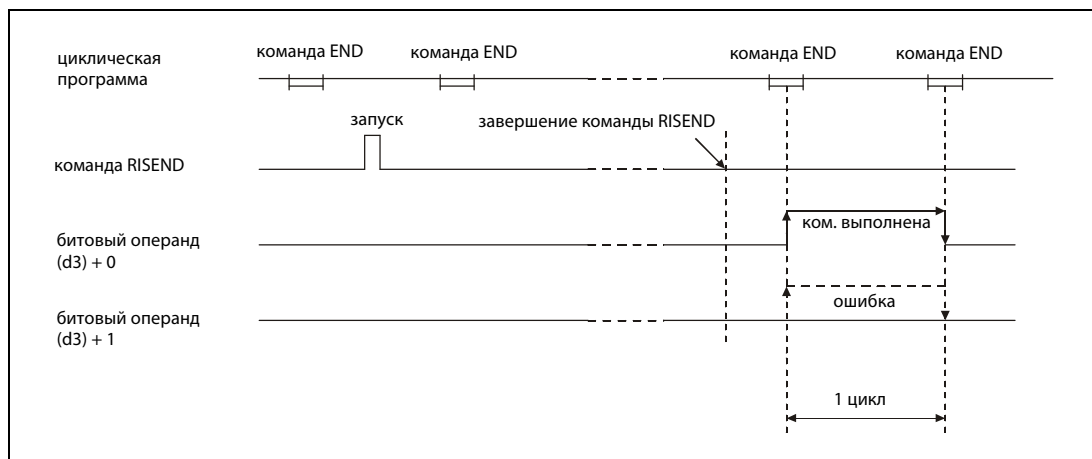 команда END
команда END
команда END
команда END
циклическая
программа
запуск
завершение команды RISEND
команда RISEND
ком. выполнена
битовый операнд
(d3) + 0
ошибка
битовый операнд
(d3) + 1
1 цикл